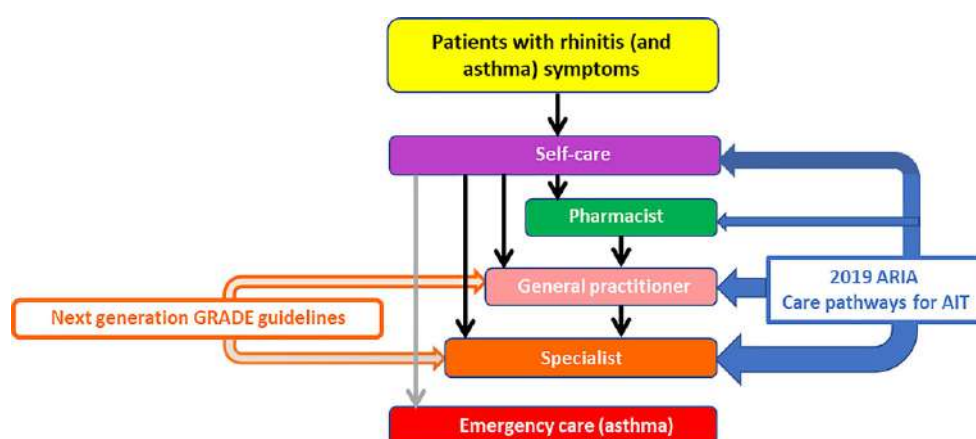 Patients with rhinitis (and
asthma) symptoms
Self-care
Pharmacist
General practitioner
2019 ARIA
Care pathways for AIT
Next generation GRADE guidelines
Specialist
Emergency care (asthma)